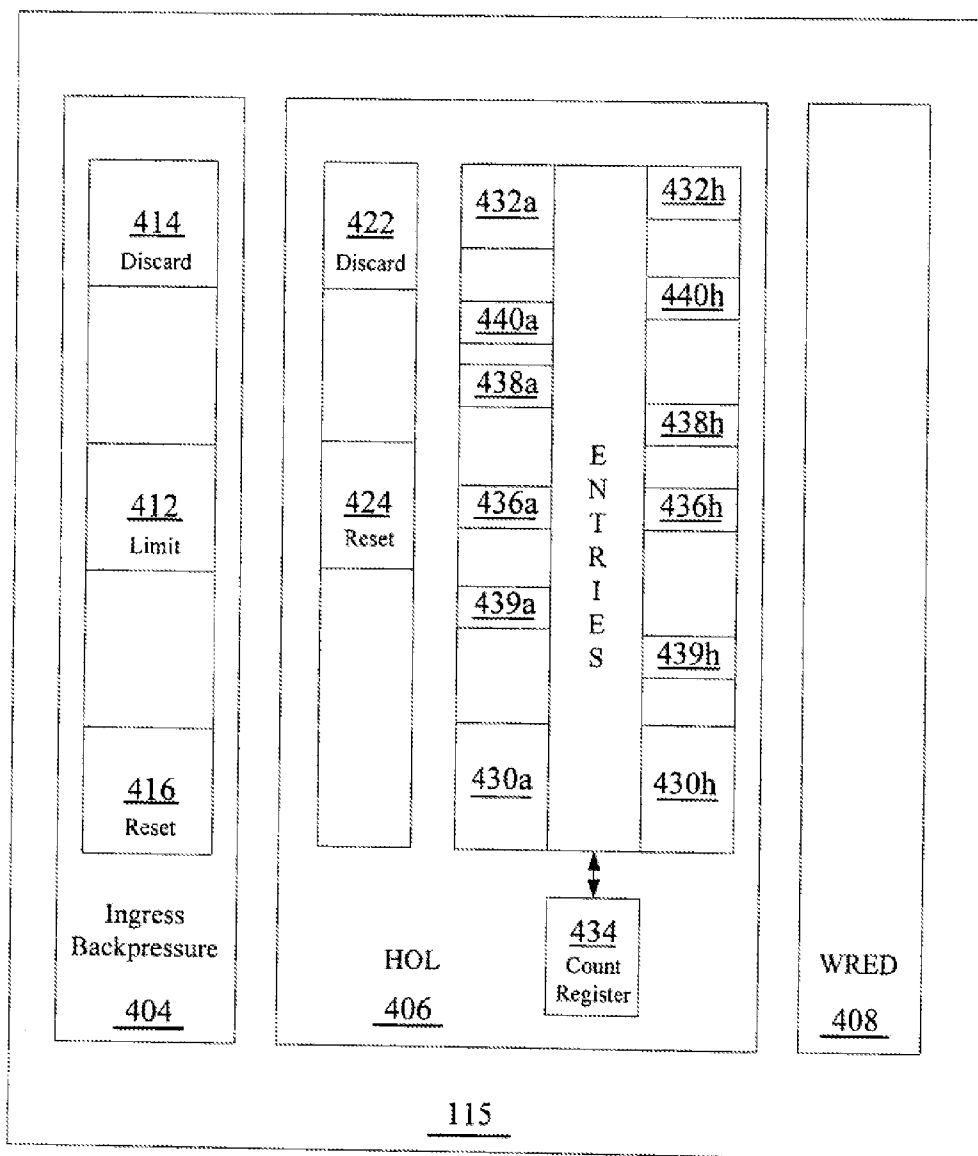 414
Discard
412
Limit
416
Reset
Ingress
Backpressure
404
422
Discard
424
Reset
432a
440a
438a
436a
439a
430a
ENTRIES
432h
440h
438h
436h
439h
430h
434
Count
Register
HOL
406
WRED
408
115